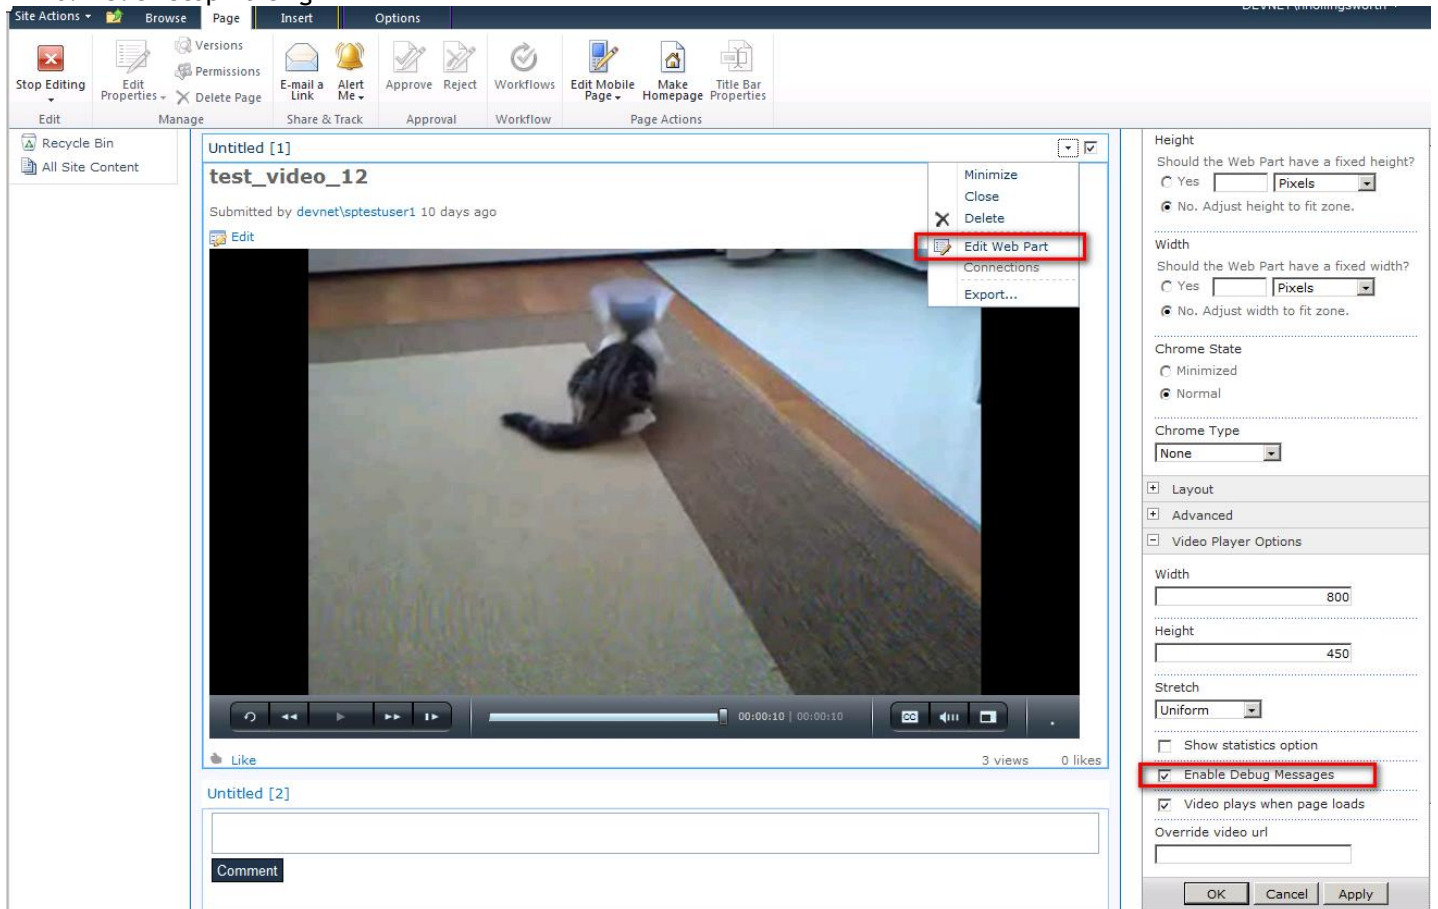 Site Actions Browse Page Insert Options
Stop Editing
Edit Properties
Versions
Permissions
Delete Page
E-mail a Link
Alert Me
Approve
Reject
Workflows
Edit Mobile Page
Make Homepage
Title Bar Properties
Edit Manage Share & Track Approval Workflow Page Actions
Recycle Bin
All Site Content
Untitled [1]
test_video_12
Submitted by devnet\sptestuser1 10 days ago
Edit
Minimize
Close
Delete
Edit Web Part
Connections
Export...
00:00:10 | 00:00:10
CC
Like 3 views 0 likes
Untitled [2]
Comment
Height
Should the Web Part have a fixed height?
Yes Pixels
No. Adjust height to fit zone.
Width
Should the Web Part have a fixed width?
Yes Pixels
No. Adjust width to fit zone.
Chrome State
Minimized
Normal
Chrome Type
None
Layout
Advanced
Video Player Options
Width
800
Height
450
Stretch
Uniform
Show statistics option
Enable Debug Messages
Video plays when page loads
Override video url
OK Cancel Apply